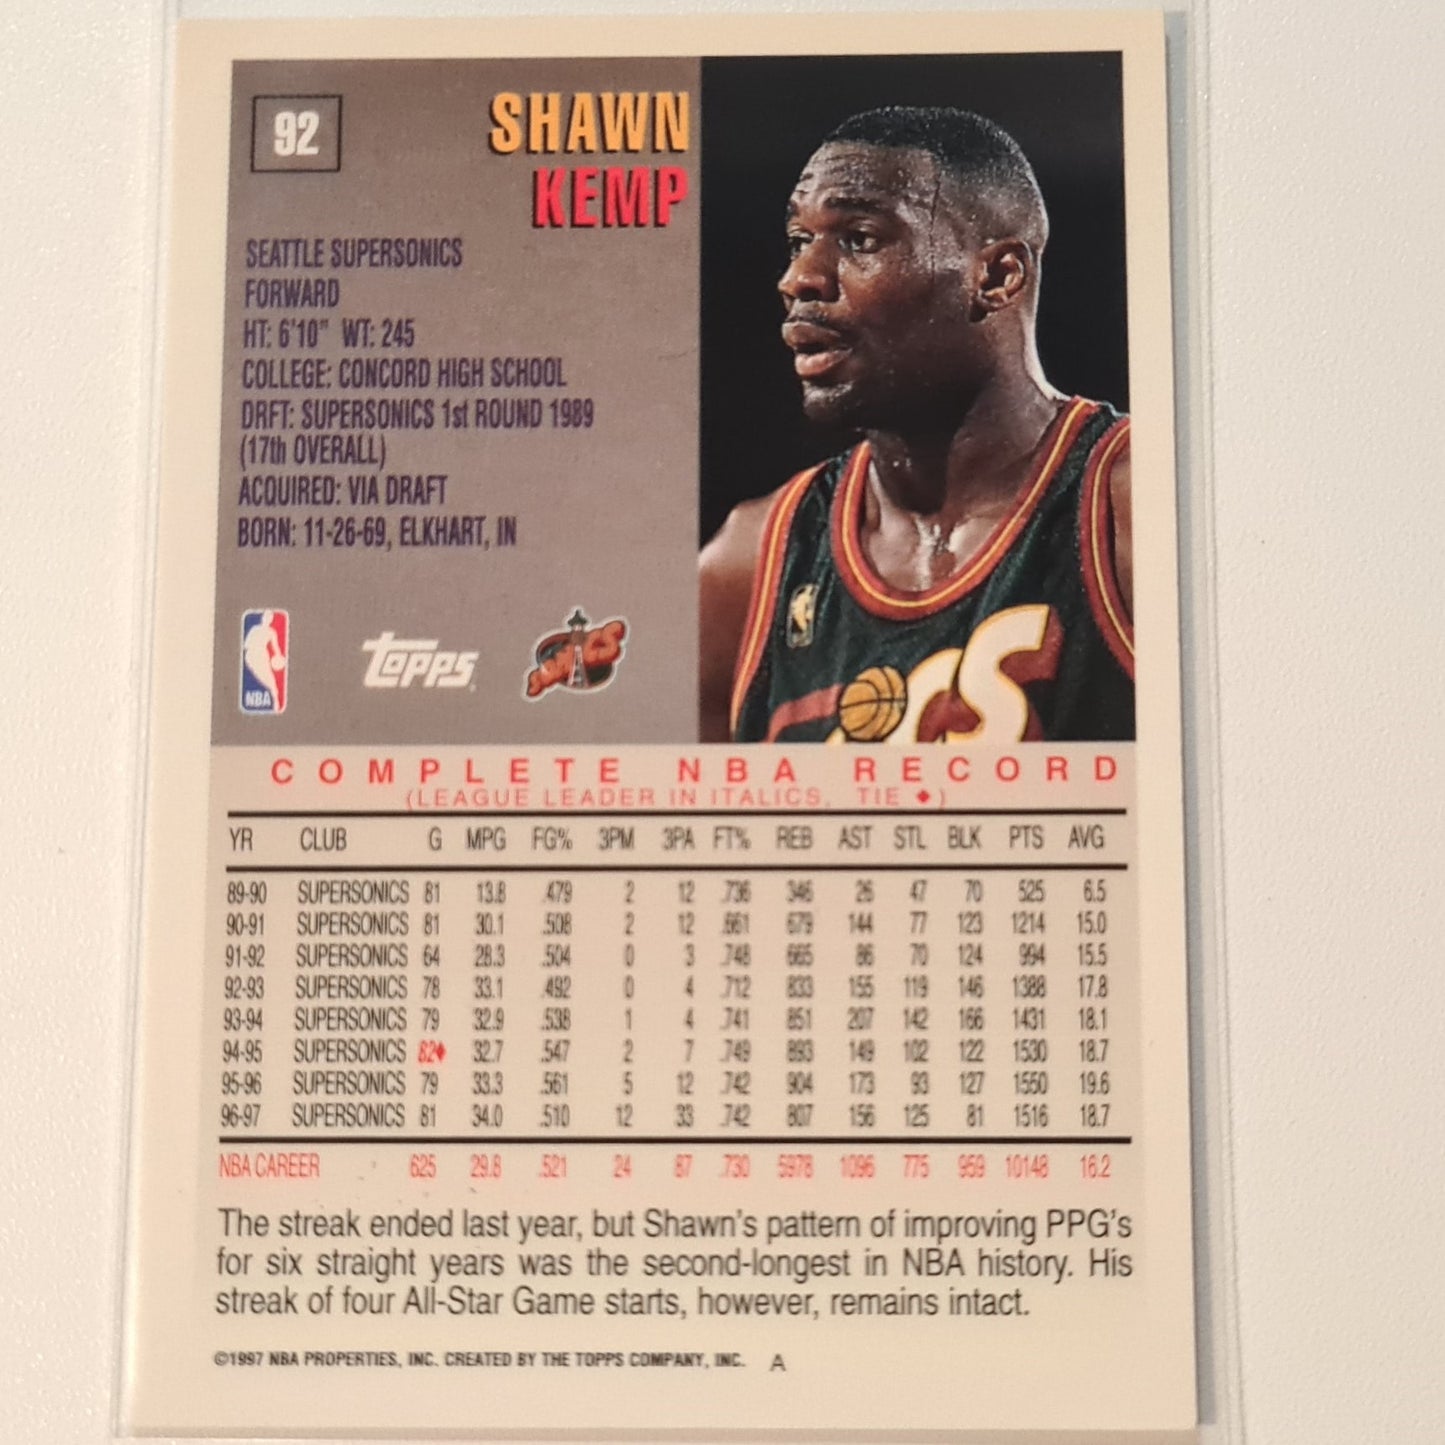 92
SHAWN
KEMP
SEATTLE SUPERSONICS
FORWARD
HT: 6'10" WT: 245
COLLEGE: CONCORD HIGH SCHOOL
DRFT: SUPERSONICS 1st ROUND 1989
(17th OVERALL)
ACQUIRED: VIA DRAFT
BORN: 11-26-69, ELKHART, IN
NBA
Topps
SONICS
CS
COMPLETE NBA RECORD
(LEAGUE LEADER IN ITALICS, TIE ♦)
YR CLUB G MPG FG% 3PM 3PA FT% REB AST STL BLK PTS AVG
89-90 SUPERSONICS 81 13.8 .479 2 12 .736 346 26 47 70 525 6.5
90-91 SUPERSONICS 81 30.1 .508 2 12 .661 679 144 77 123 1214 15.0
91-92 SUPERSONICS 64 28.3 .504 0 3 .748 665 86 70 124 994 15.5
92-93 SUPERSONICS 78 33.1 .492 0 4 .712 833 155 119 146 1388 17.8
93-94 SUPERSONICS 79 32.9 .538 1 4 .741 851 207 142 166 1431 18.1
94-95 SUPERSONICS 82♦ 32.7 .547 2 7 .749 893 149 102 122 1530 18.7
95-96 SUPERSONICS 79 33.3 .561 5 12 .742 904 173 93 127 1550 19.6
96-97 SUPERSONICS 81 34.0 .510 12 33 .742 807 156 125 81 1516 18.7
NBA CAREER 625 29.8 .521 24 87 .730 5978 1096 775 959 10148 16.2
The streak ended last year, but Shawn's pattern of improving PPG's
for six straight years was the second-longest in NBA history. His
streak of four All-Star Game starts, however, remains intact.
©1997 NBA PROPERTIES, INC. CREATED BY THE TOPPS COMPANY, INC. A